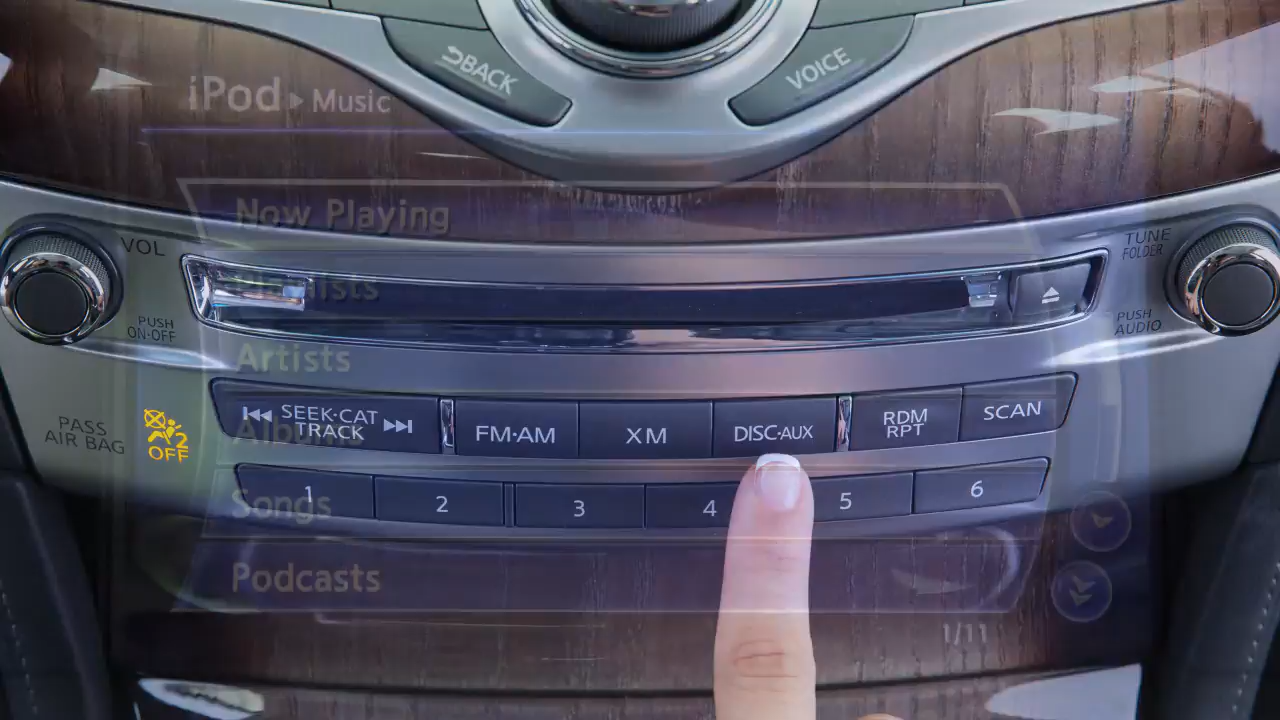 BACK
VOICE
iPod ▸ Music
Now Playing
VOL
TUNE
FOLDER
PUSH
ON·OFF
PUSH
AUDIO
Artists
SEEK·CAT
TRACK
FM·AM
XM
DISC·AUX
RDM
RPT
SCAN
PASS
AIR BAG
2
OFF
Albums
Songs
1
2
3
4
5
6
Podcasts
1/11